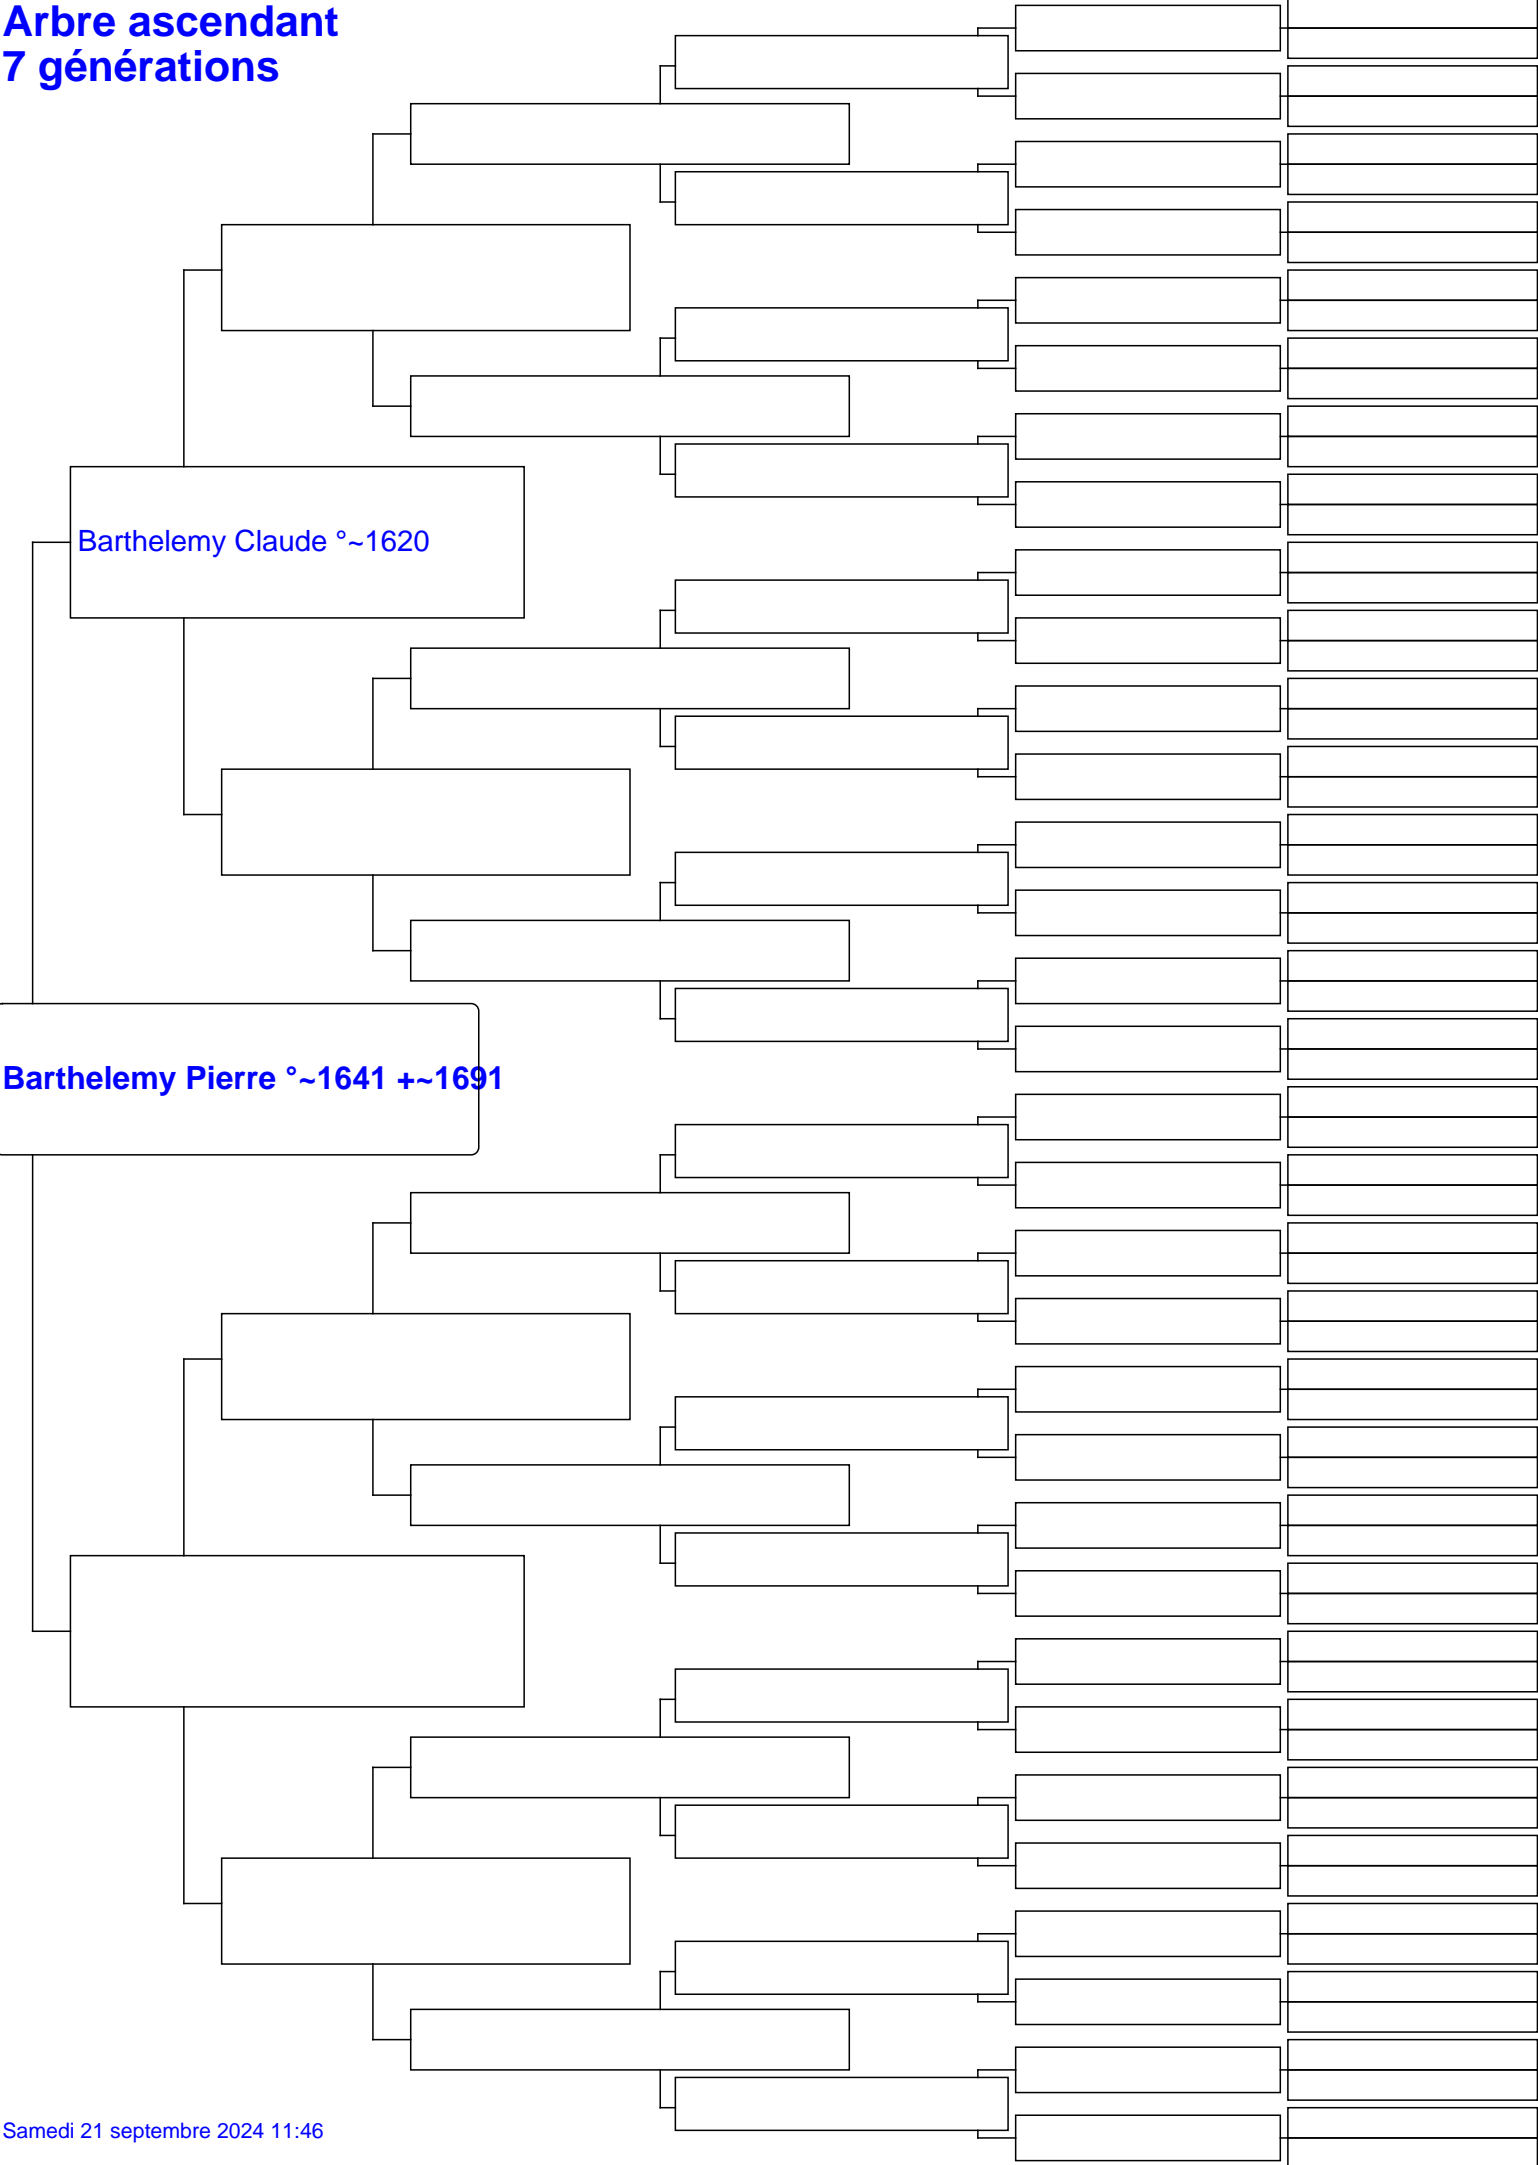 Arbre ascendant
7 générations
Barthelemy Claude °~1620
Barthelemy Pierre °~1641 +~1691
Samedi 21 septembre 2024 11:46